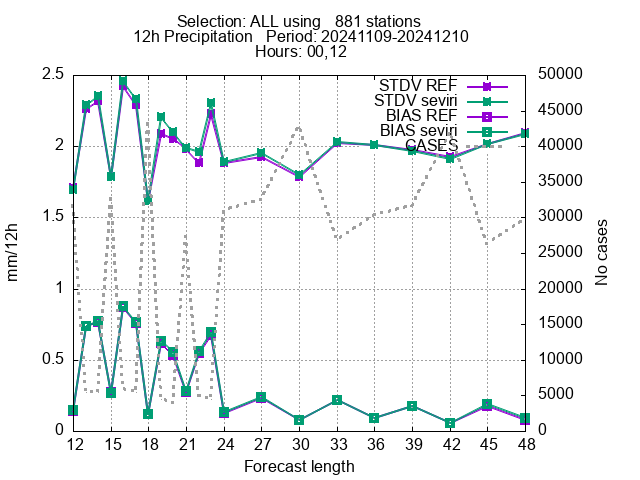 Selection: ALL using   881 stations
12h Precipitation   Period: 20241109-20241210
Hours: 00,12
STDV REF
STDV seviri
BIAS REF
BIAS seviri
CASES
2.5
2
1.5
1
0.5
0
mm/12h
50000
45000
40000
35000
30000
25000
20000
15000
10000
5000
0
No cases
12 15 18 21 24 27 30 33 36 39 42 45 48
Forecast length